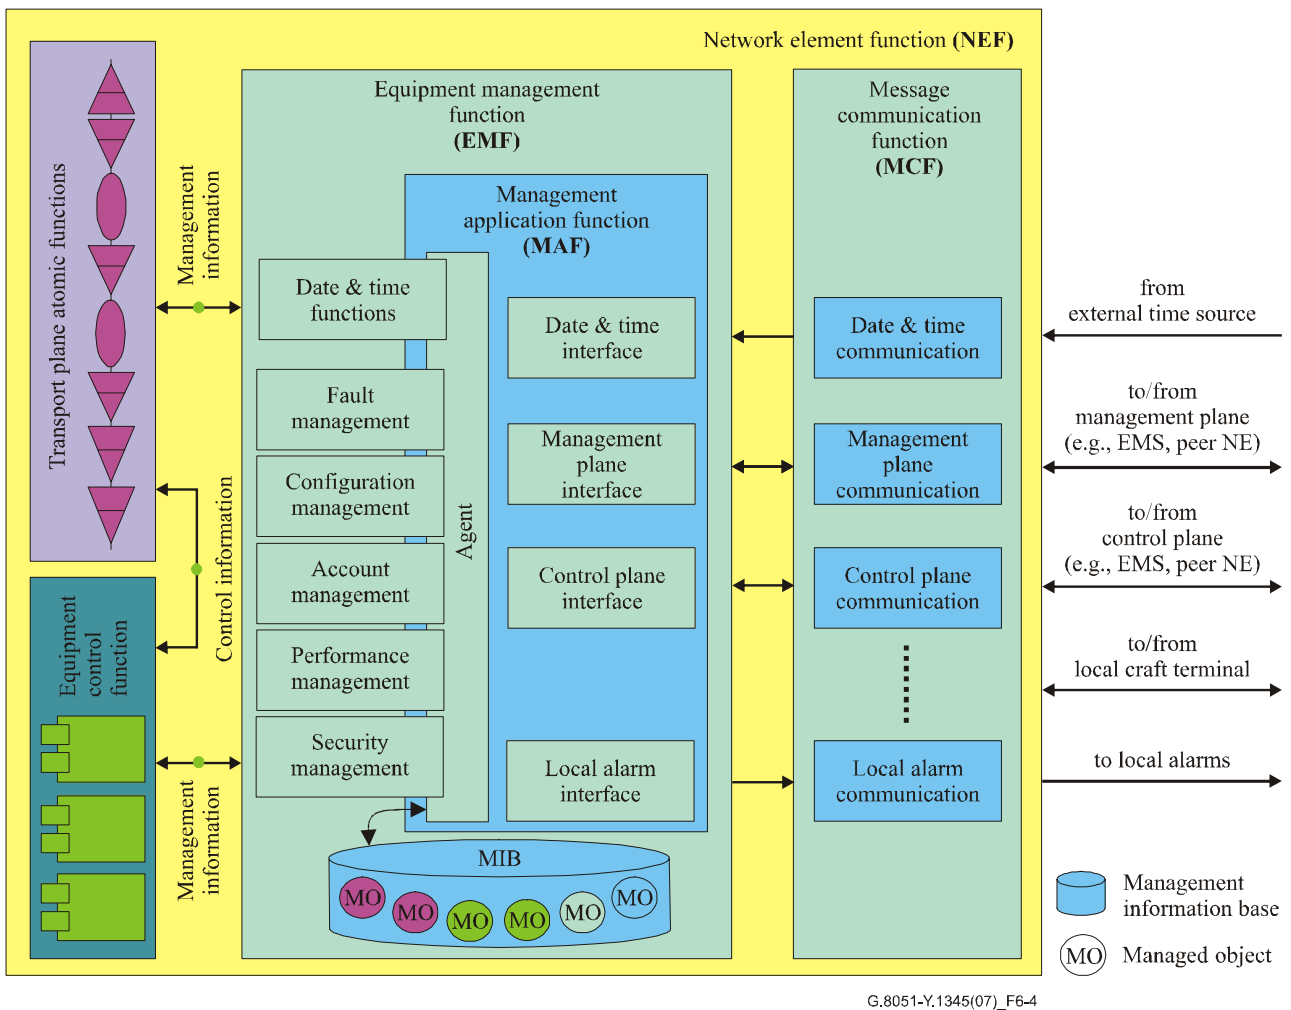 Network element function (NEF)
Transport plane atomic functions
Management
information
Control information
Equipment
control
function
Management
information
Equipment management
function
(EMF)
Management
application function
(MAF)
Date & time
functions
Fault
management
Configuration
management
Account
management
Performance
management
Security
management
Agent
Date & time
interface
Management
plane
interface
Control plane
interface
Local alarm
interface
MIB
MO
MO
MO
MO
MO
MO
Message
communication
function
(MCF)
Date & time
communication
Management
plane
communication
Control plane
communication
Local alarm
communication
from
external time source
to/from
management plane
(e.g., EMS, peer NE)
to/from
control plane
(e.g., EMS, peer NE)
to/from
local craft terminal
to local alarms
Management
information base
MO
Managed object
G.8051-Y.1345(07)_F6-4